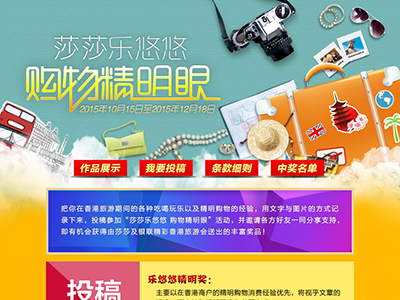 莎莎乐悠悠
购物精明眼
2015年10月15日至2015年12月18日
作品展示
我要投稿
条款细则
中奖名单
把你在香港旅游期间的各种吃喝玩乐以及精明购物的经验，用文字与图片的方式记
录下来，投稿参加“莎莎乐悠悠 购物精明眼”活动，并邀请各方好友一同分享支持，
即有机会获得由莎莎及银联精彩香港旅游会送出的丰富奖品！
投稿
乐悠悠精明奖：
主要以在香港商户的精明购物消费经验优先，将视乎文章的